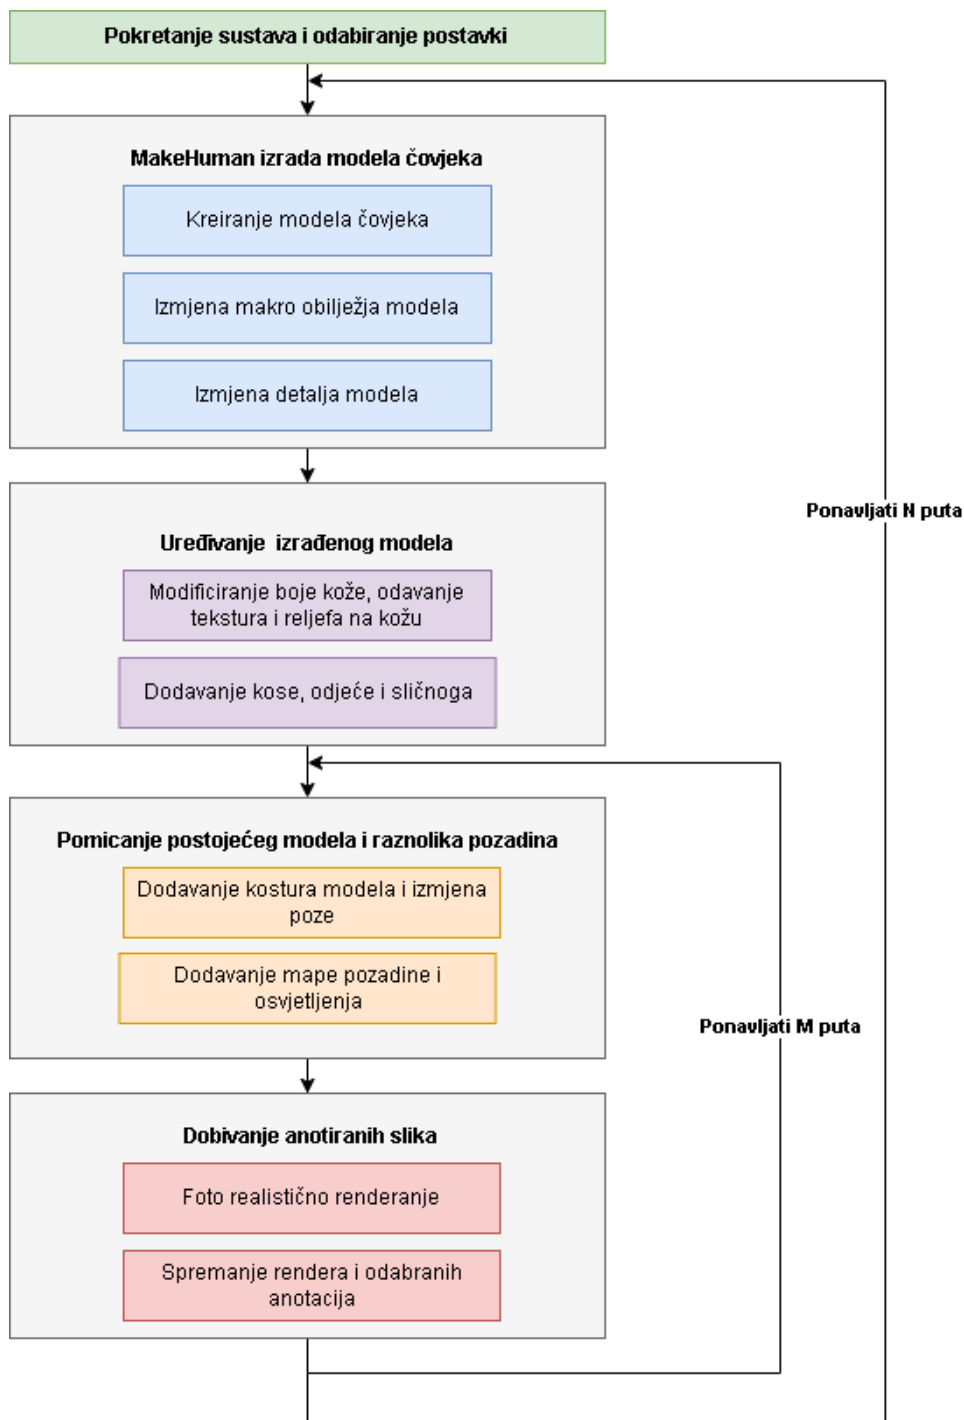 Pokretanje sustava i odabiranje postavki
MakeHuman izrada modela čovjeka
Kreiranje modela čovjeka
Izmjena makro obilježja modela
Izmjena detalja modela
Ponavljati N puta
Uređivanje izrađenog modela
Modificiranje boje kože, odavanje
tekstura i reljefa na kožu
Dodavanje kose, odjeće i sličnoga
Pomicanje postojećeg modela i raznolika pozadina
Dodavanje kostura modela i izmjena
poze
Dodavanje mape pozadine i
osvjetljenja
Ponavljati M puta
Dobivanje anotiranih slika
Foto realistično renderanje
Spremanje rendera i odabranih
anotacija